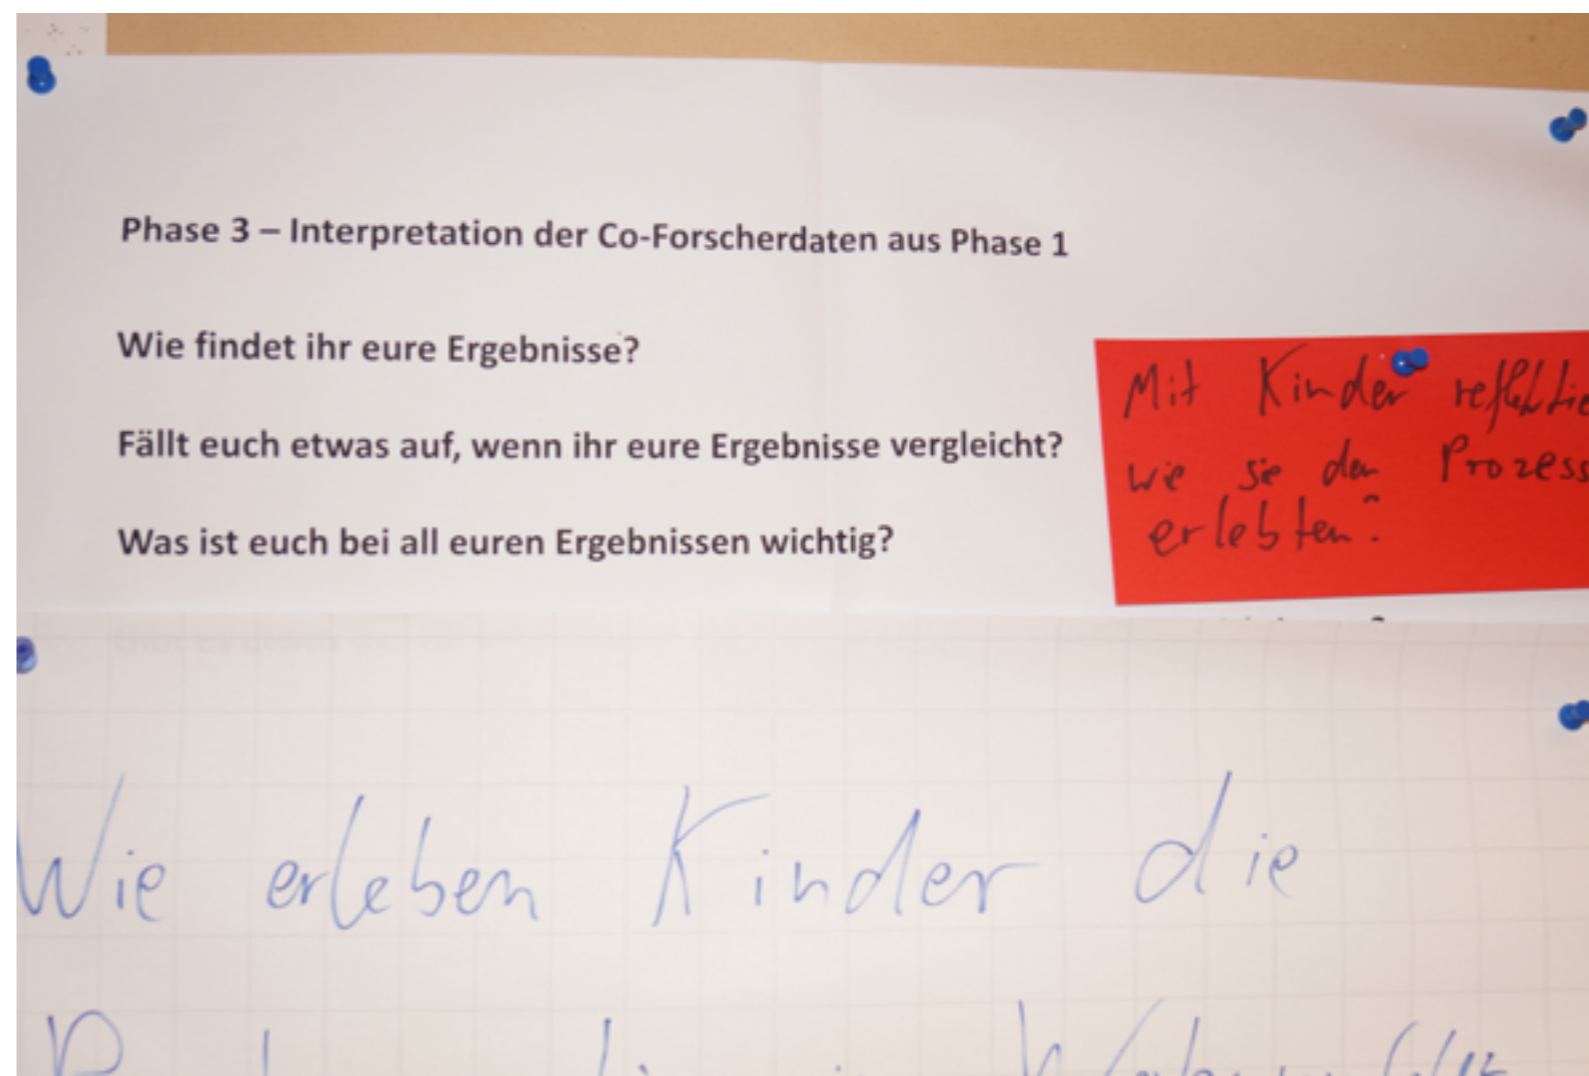 Phase 3 – Interpretation der Co-Forscherdaten aus Phase 1
Wie findet ihr eure Ergebnisse?
Fällt euch etwas auf, wenn ihr eure Ergebnisse vergleicht?
Was ist euch bei all euren Ergebnissen wichtig?
Mit Kinder reflektie
wie sie den Prozess
erlebten?
Wie erleben Kinder die